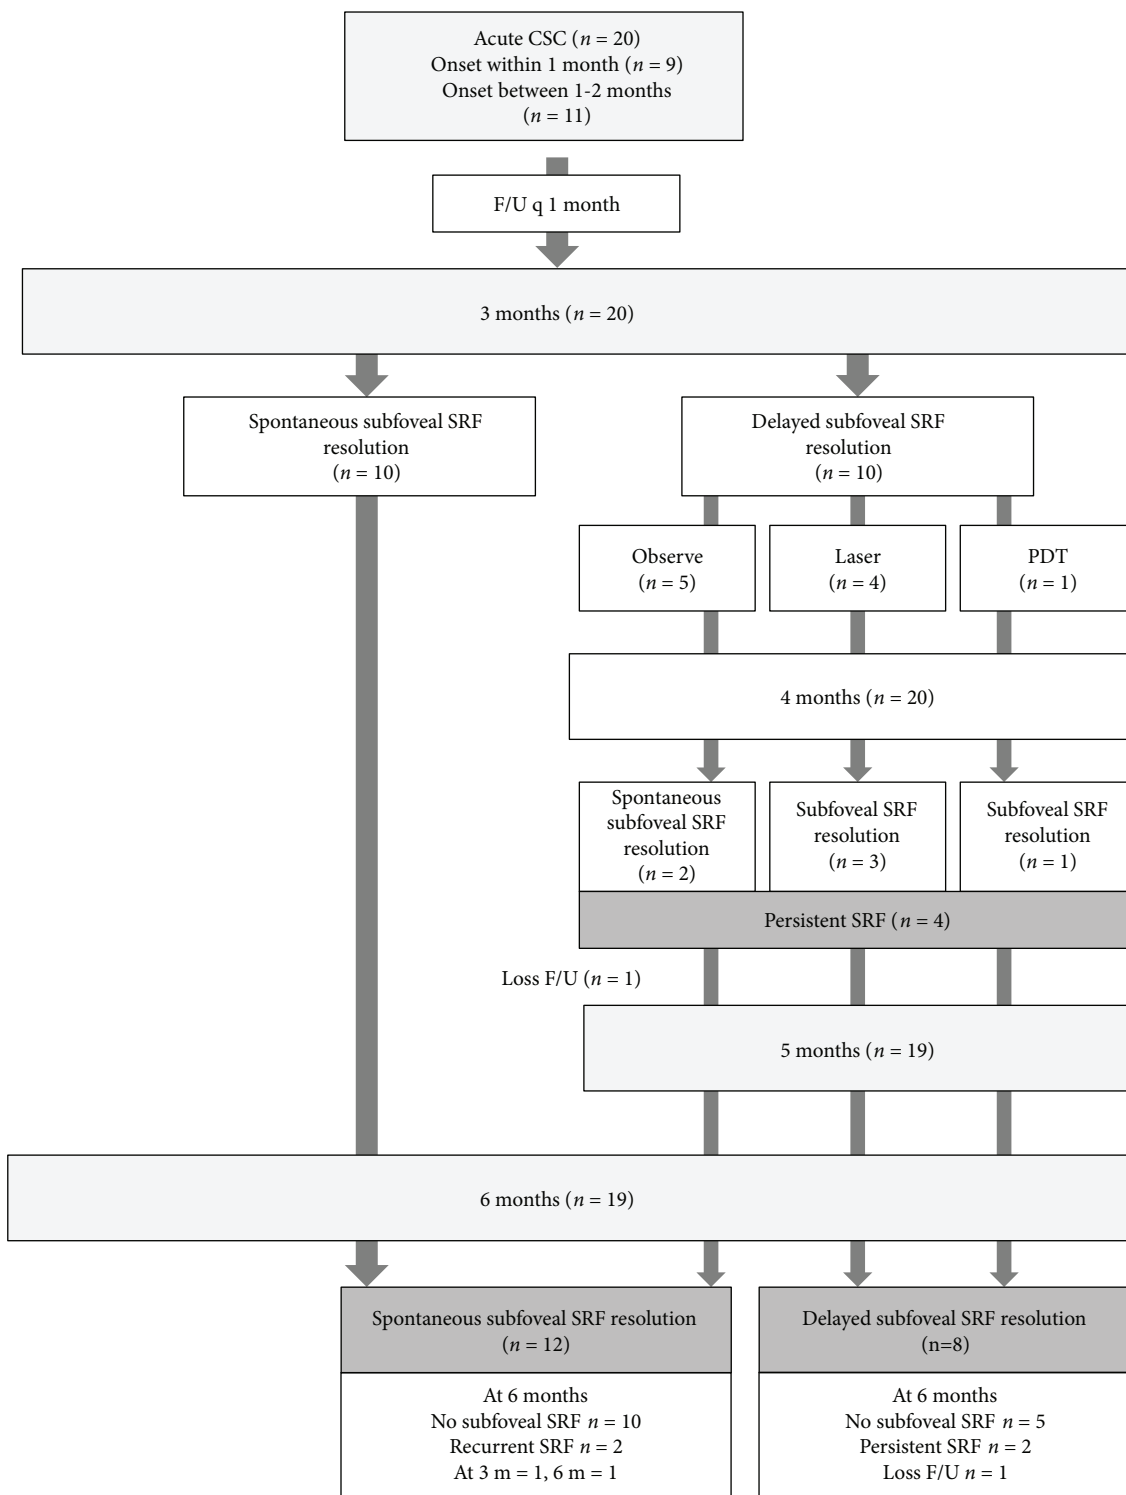 Acute CSC (n = 20)
Onset within 1 month (n = 9)
Onset between 1-2 months
(n = 11)
F/U q 1 month
3 months (n = 20)
Spontaneous subfoveal SRF
resolution
(n = 10)
Delayed subfoveal SRF
resolution
(n = 10)
Observe
(n = 5)
Laser
(n = 4)
PDT
(n = 1)
4 months (n = 20)
Spontaneous
subfoveal SRF
resolution
(n = 2)
Subfoveal SRF
resolution
(n = 3)
Subfoveal SRF
resolution
(n = 1)
Persistent SRF (n = 4)
Loss F/U (n = 1)
5 months (n = 19)
6 months (n = 19)
Spontaneous subfoveal SRF resolution
(n = 12)
At 6 months
No subfoveal SRF n = 10
Recurrent SRF n = 2
At 3 m = 1, 6 m = 1
Delayed subfoveal SRF resolution
(n=8)
At 6 months
No subfoveal SRF n = 5
Persistent SRF n = 2
Loss F/U n = 1